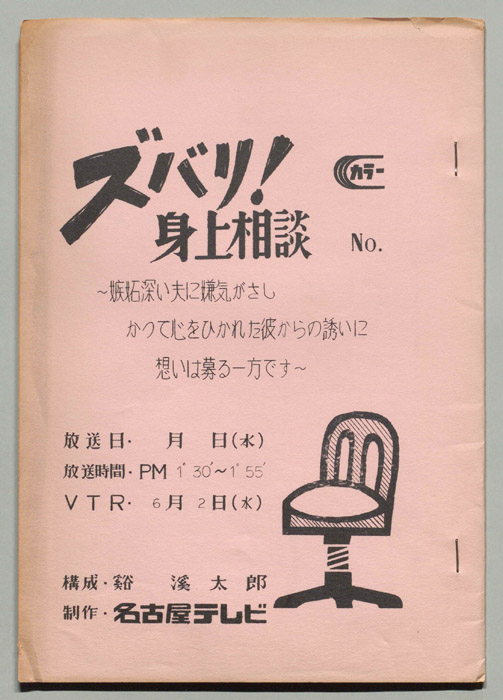 ズバリ!
カラー
身上相談 No.
~嫉妬深い夫に嫌気がさし
かつて心をひかれた彼からの誘いに
想いは募る一方です~
放送日・ 月 日(水)
放送時間・PM 1°30′~1°55′
VTR・ 6月 2日(水)
構成・谿 溪太郎
制作・名古屋テレビ